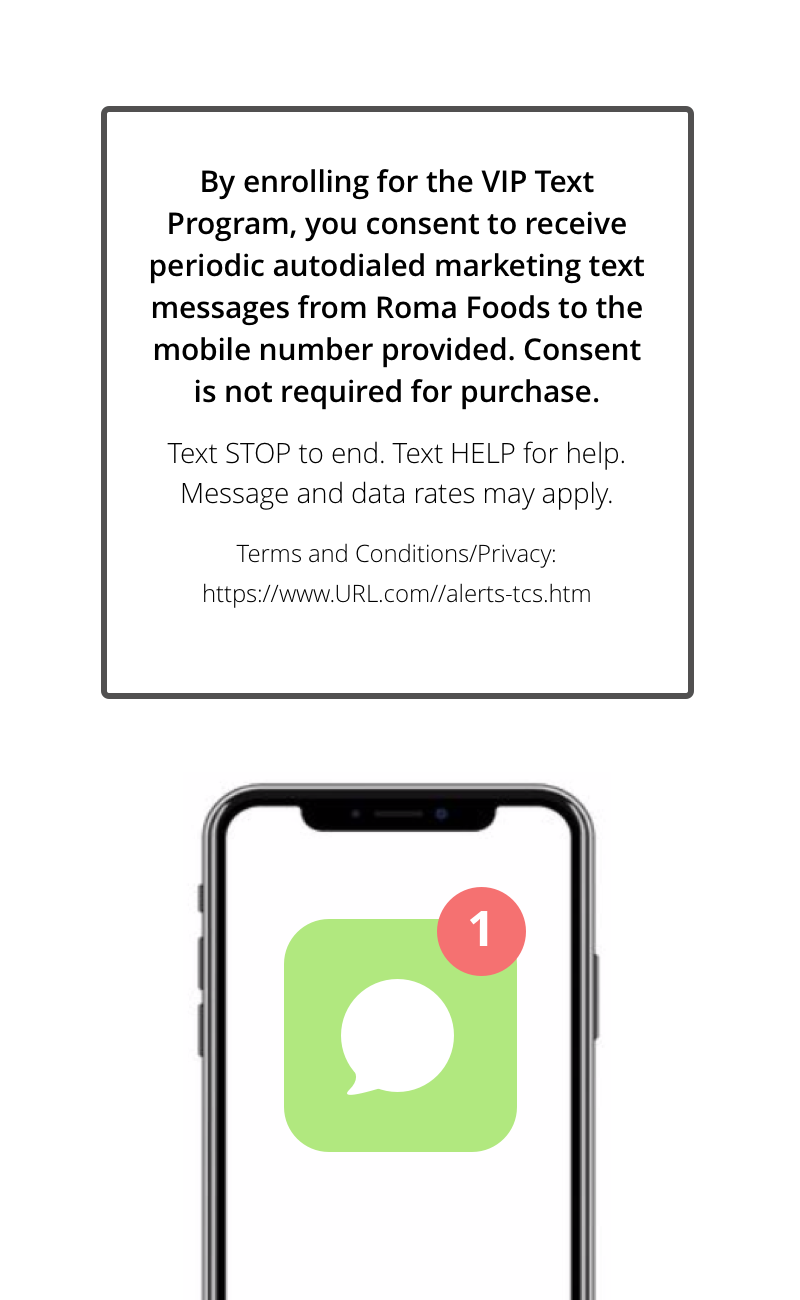 By enrolling for the VIP Text
Program, you consent to receive
periodic autodialed marketing text
messages from Roma Foods to the
mobile number provided. Consent
is not required for purchase.
Text STOP to end. Text HELP for help.
Message and data rates may apply.
Terms and Conditions/Privacy:
https://www.URL.com//alerts-tcs.htm
1